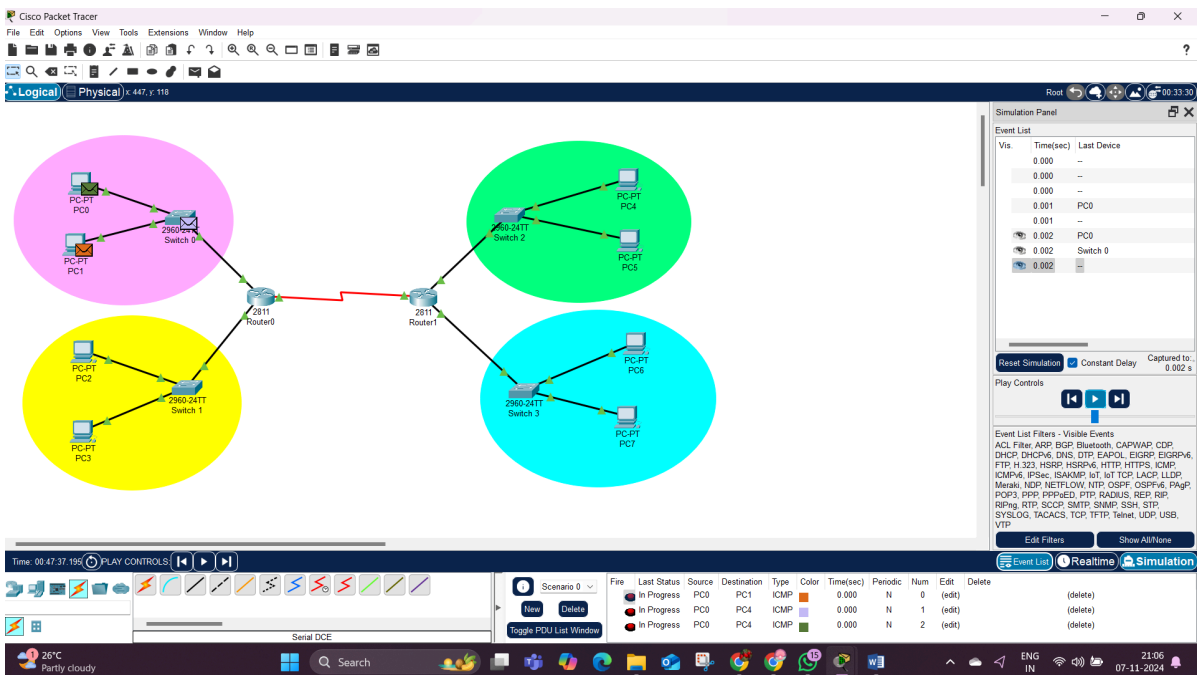 Cisco Packet Tracer
File Edit Options View Tools Extensions Window Help
?
Logical Physical x: 447, y: 118 Root 00:33:30
PC-PT
PC0
2960-24TT
Switch 0
PC-PT
PC1
PC-PT
PC4
2960-24TT
Switch 2
PC-PT
PC5
2811
Router0
2811
Router1
PC-PT
PC2
2960-24TT
Switch 1
PC-PT
PC3
PC-PT
PC6
2960-24TT
Switch 3
PC-PT
PC7
Simulation Panel
Event List
Vis. Time(sec) Last Device
0.000 --
0.000 --
0.000 --
0.001 PC0
0.001 --
0.002 PC0
0.002 Switch 0
0.002 --
Reset Simulation Constant Delay Captured to:
0.002 s
Play Controls
Event List Filters - Visible Events
ACL Filter, ARP, BGP, Bluetooth, CAPWAP, CDP,
DHCP, DHCPv6, DNS, DTP, EAPOL, EIGRP, EIGRPv6,
FTP, H.323, HSRP, HSRPv6, HTTP, HTTPS, ICMP,
ICMPv6, IPSec, ISAKMP, IoT, IoT TCP, LACP, LLDP,
Meraki, NDP, NETFLOW, NTP, OSPF, OSPFv6, PAgP,
POP3, PPP, PPPoED, PTP, RADIUS, REP, RIP,
RIPng, RTP, SCCP, SMTP, SNMP, SSH, STP,
SYSLOG, TACACS, TCP, TFTP, Telnet, UDP, USB,
VTP
Edit Filters Show All/None
Time: 00:47:37.195 PLAY CONTROLS:
Event List Realtime Simulation
Serial DCE
Scenario 0
New Delete
Toggle PDU List Window
Fire Last Status Source Destination Type Color Time(sec) Periodic Num Edit Delete
In Progress PC0 PC1 ICMP 0.000 N 0 (edit) (delete)
In Progress PC0 PC4 ICMP 0.000 N 1 (edit) (delete)
In Progress PC0 PC4 ICMP 0.000 N 2 (edit) (delete)
1
26°C
Partly cloudy
Search
15
ENG
IN
21:06
07-11-2024